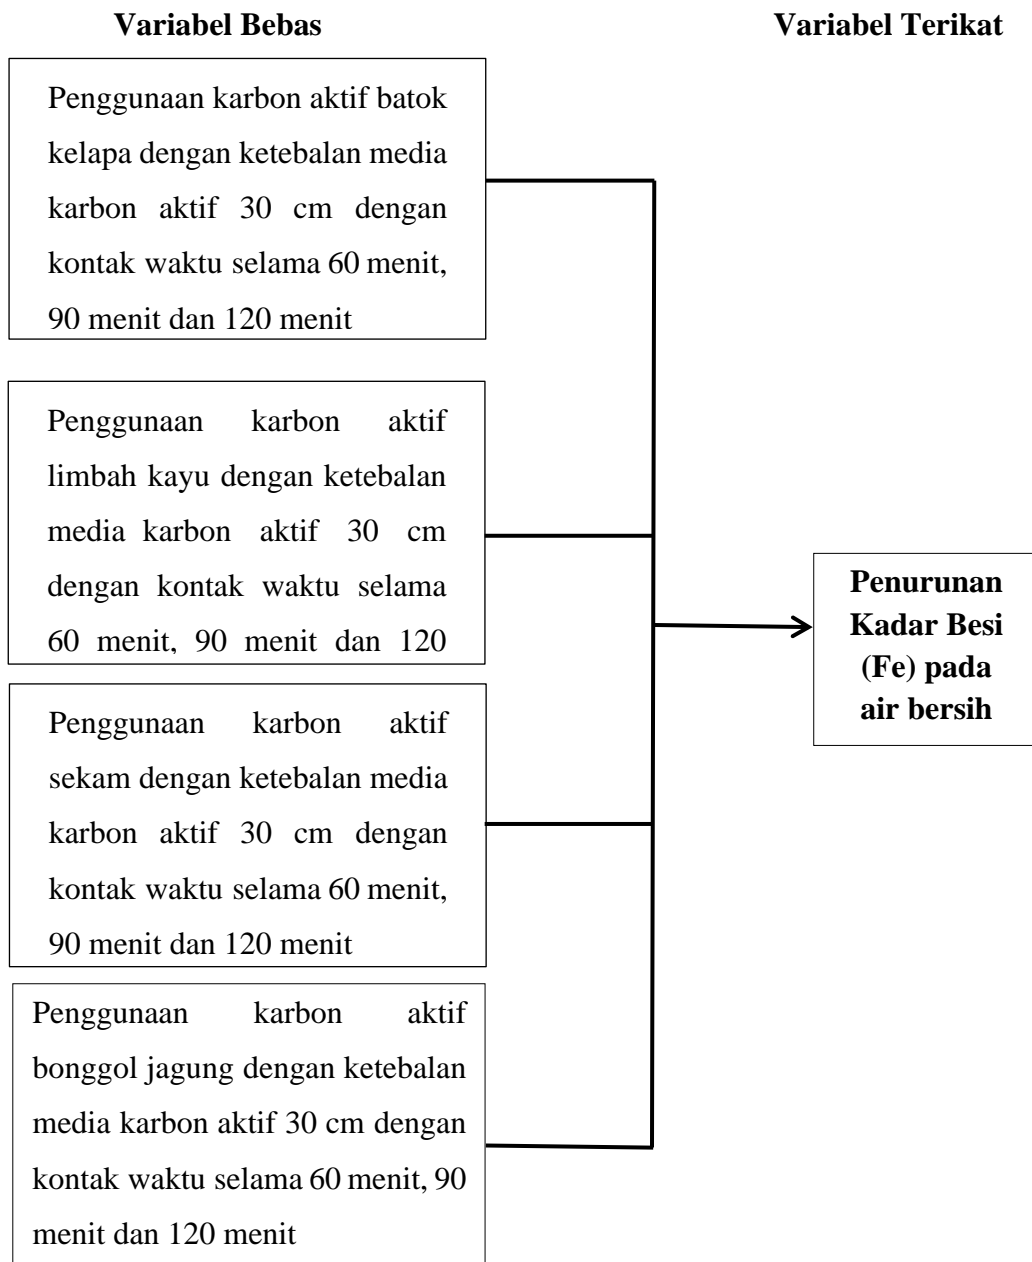 Variabel Bebas
Variabel Terikat
Penggunaan karbon aktif batok
kelapa dengan ketebalan media
karbon aktif 30 cm dengan
kontak waktu selama 60 menit,
90 menit dan 120 menit
Penggunaan karbon aktif
limbah kayu dengan ketebalan
media karbon aktif 30 cm
dengan kontak waktu selama
60 menit, 90 menit dan 120
Penggunaan karbon aktif
sekam dengan ketebalan media
karbon aktif 30 cm dengan
kontak waktu selama 60 menit,
90 menit dan 120 menit
Penggunaan karbon aktif
bonggol jagung dengan ketebalan
media karbon aktif 30 cm dengan
kontak waktu selama 60 menit, 90
menit dan 120 menit
Penurunan
Kadar Besi
(Fe) pada
air bersih